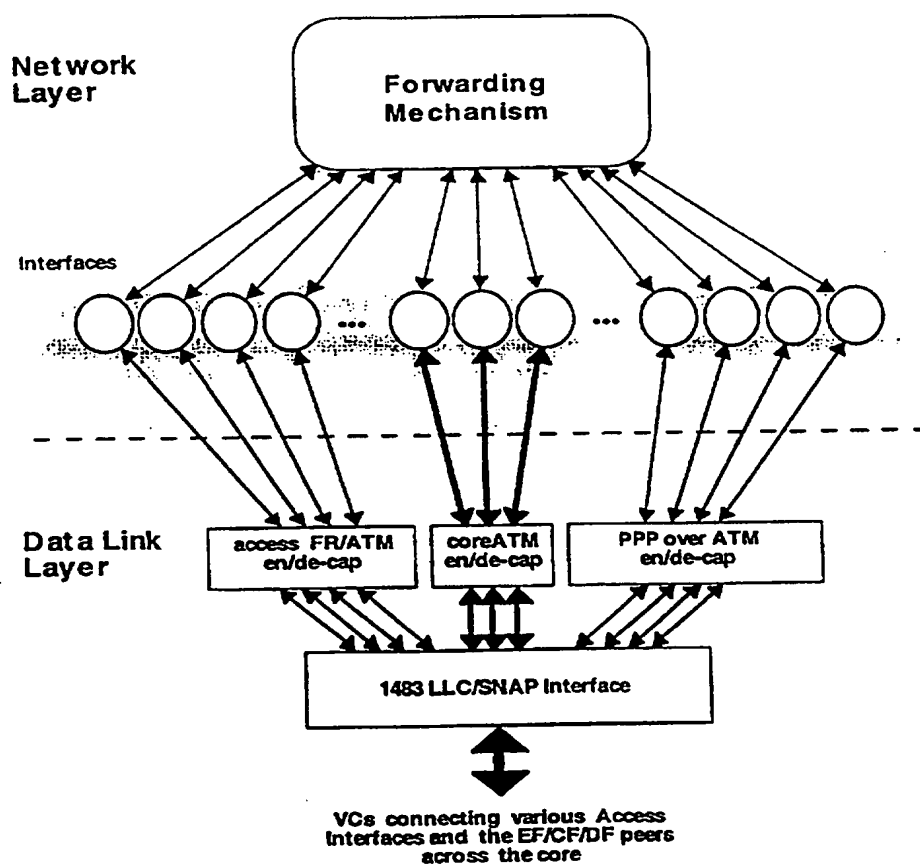 Network
Layer
Forwarding
Mechanism
Interfaces
...
...
Data Link
Layer
access FR/ATM
en/de-cap
coreATM
en/de-cap
PPP over ATM
en/de-cap
1483 LLC/SNAP Interface
VCs connecting various Access
Interfaces and the EF/CF/DF peers
across the core